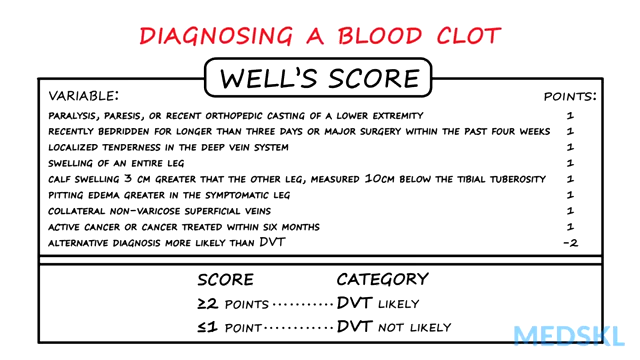 DIAGNOSING A BLOOD CLOT
WELL'S SCORE
VARIABLE: POINTS:
PARALYSIS, PARESIS, OR RECENT ORTHOPEDIC CASTING OF A LOWER EXTREMITY 1
RECENTLY BEDRIDDEN FOR LONGER THAN THREE DAYS OR MAJOR SURGERY WITHIN THE PAST FOUR WEEKS 1
LOCALIZED TENDERNESS IN THE DEEP VEIN SYSTEM 1
SWELLING OF AN ENTIRE LEG 1
CALF SWELLING 3 CM GREATER THAT THE OTHER LEG, MEASURED 10CM BELOW THE TIBIAL TUBEROSITY 1
PITTING EDEMA GREATER IN THE SYMPTOMATIC LEG 1
COLLATERAL NON-VARICOSE SUPERFICIAL VEINS 1
ACTIVE CANCER OR CANCER TREATED WITHIN SIX MONTHS 1
ALTERNATIVE DIAGNOSIS MORE LIKELY THAN DVT -2
SCORE CATEGORY
≥2 POINTS ........... DVT LIKELY
≤1 POINT ............ DVT NOT LIKELY
MEDSKL